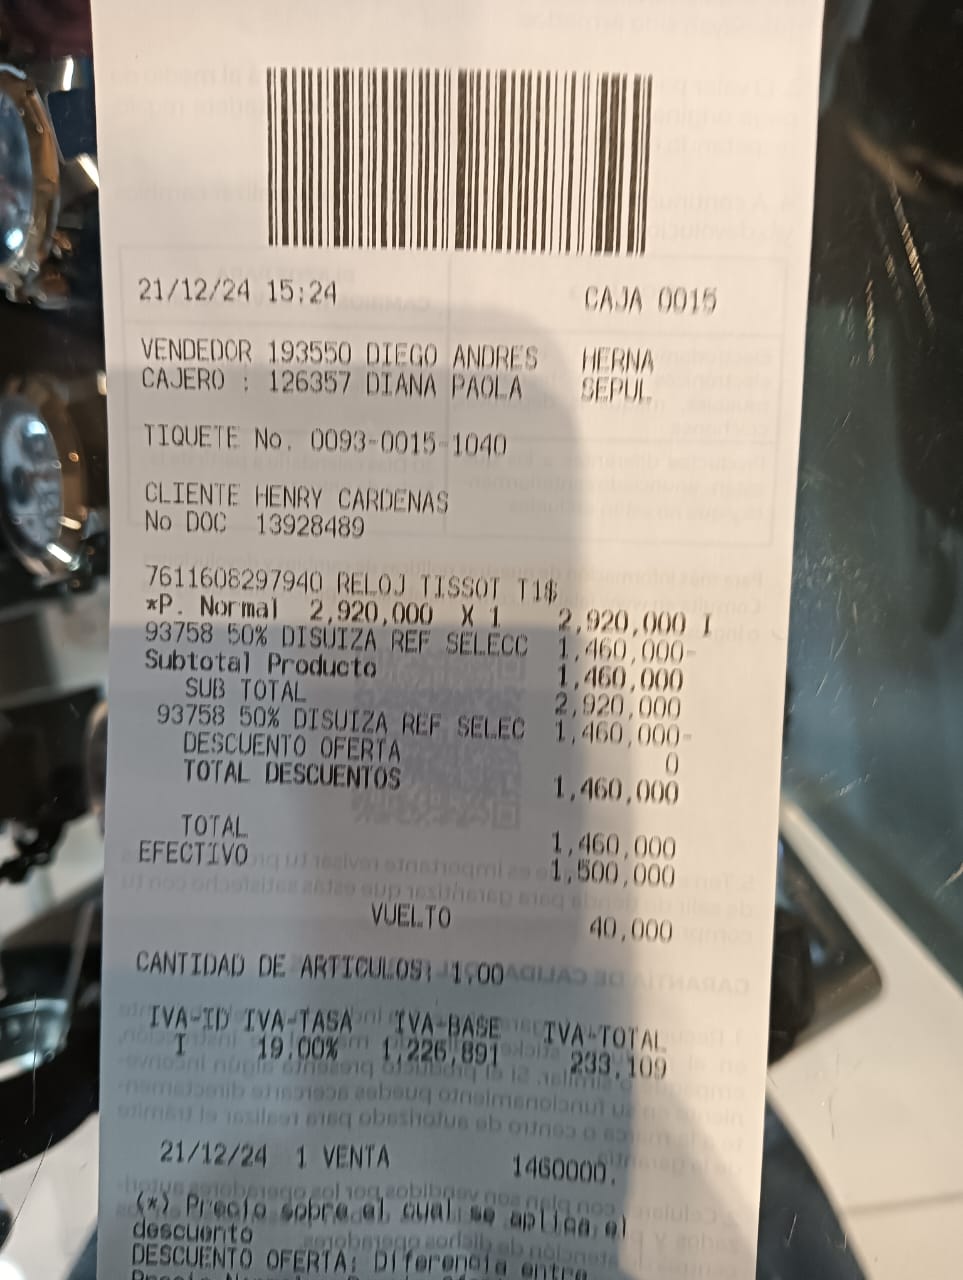 21/12/24 15:24 CAJA 0015
VENDEDOR 193550 DIEGO ANDRES HERNA
CAJERO : 126357 DIANA PAOLA SEPUL
TIQUETE No. 0093-0015-1040
CLIENTE HENRY CARDENAS
No DOC 13928489
7611608297940 RELOJ TISSOT T1$
*P. Normal 2,920,000 X 1 2,920,000 I
93758 50% DISUIZA REF SELECC 1,460,000-
Subtotal Producto 1,460,000
SUB TOTAL 2,920,000
93758 50% DISUIZA REF SELEC 1,460,000-
DESCUENTO OFERTA 0
TOTAL DESCUENTOS 1,460,000
TOTAL 1,460,000
EFECTIVO 1,500,000
VUELTO 40,000
CANTIDAD DE ARTICULOS: 1,00
IVA-ID IVA-TASA IVA-BASE IVA-TOTAL
I 19.00% 1,226,891 233,109
21/12/24 1 VENTA 1460000.
(*) Precio sobre el cual se aplica el
descuento
DESCUENTO OFERTA: Diferencia entre